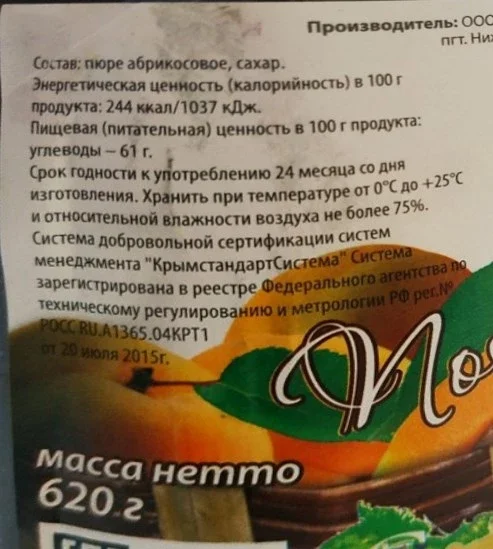 Производитель: ООО
пгт. Ни
Состав: пюре абрикосовое, сахар.
Энергетическая ценность (калорийность) в 100 г
продукта: 244 ккал/1037 кДж.
Пищевая (питательная) ценность в 100 г продукта:
углеводы – 61 г.
Срок годности к употреблению 24 месяца со дня
изготовления. Хранить при температуре от 0°С до +25°С
и относительной влажности воздуха не более 75%.
Система добровольной сертификации систем
менеджмента "КрымстандартСистема" Система
зарегистрирована в реестре Федерального агентства по
техническому регулированию и метрологии РФ рег.№
РОСС RU.А1365.04КРТ1
от 20 июля 2015г.
По
масса нетто
620 г